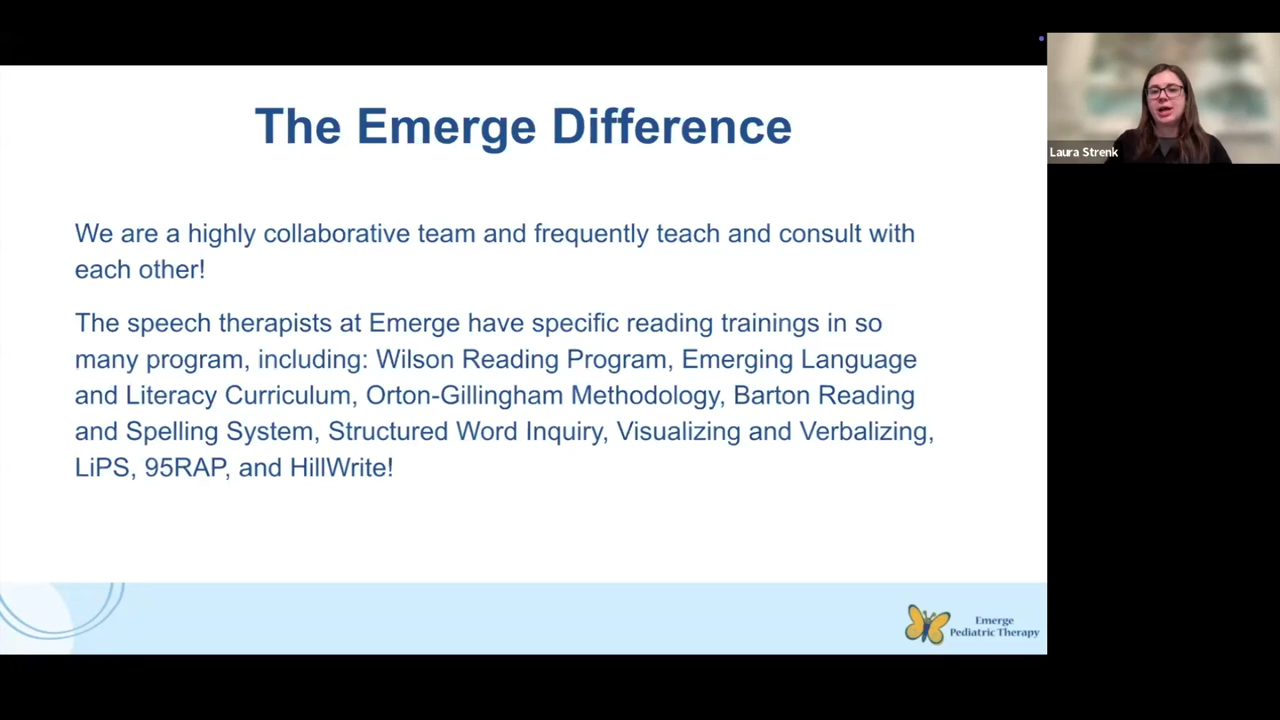 The Emerge Difference
We are a highly collaborative team and frequently teach and consult with
each other!
The speech therapists at Emerge have specific reading trainings in so
many program, including: Wilson Reading Program, Emerging Language
and Literacy Curriculum, Orton-Gillingham Methodology, Barton Reading
and Spelling System, Structured Word Inquiry, Visualizing and Verbalizing,
LiPS, 95RAP, and HillWrite!
Laura Strenk
Emerge
Pediatric Therapy